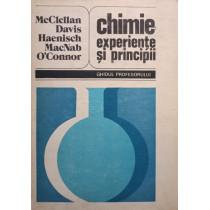 McClellan
Davis
Haenisch
MacNab
O'Connor
chimie
experiențe
și principii
GHIDUL PROFESORULUI